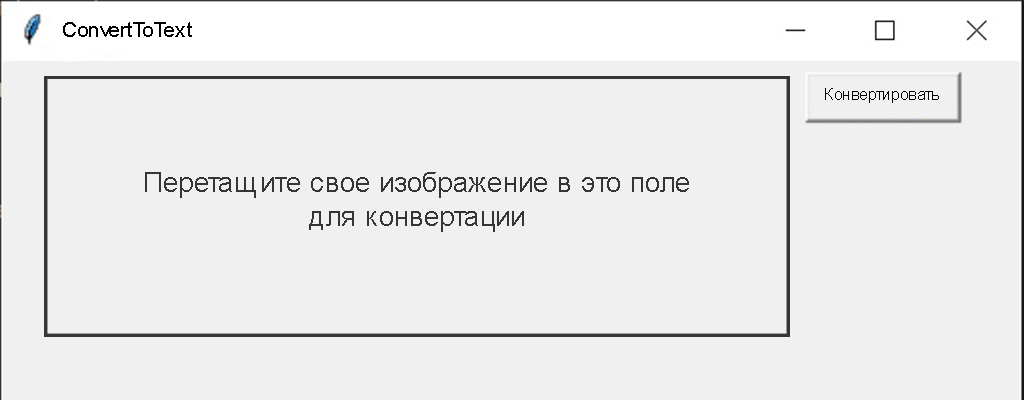 ConvertToText
Конвертировать
Перетащите свое изображение в это поле
для конвертации